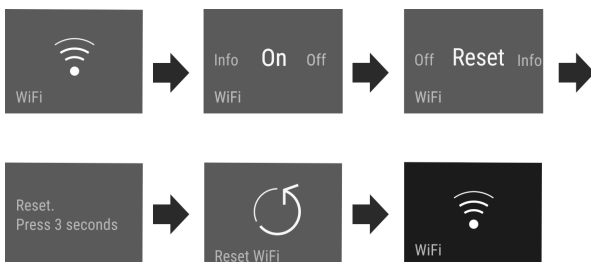 WiFi
Info On Off
WiFi
Off Reset Info
WiFi
Reset.
Press 3 seconds
Reset WiFi
WiFi